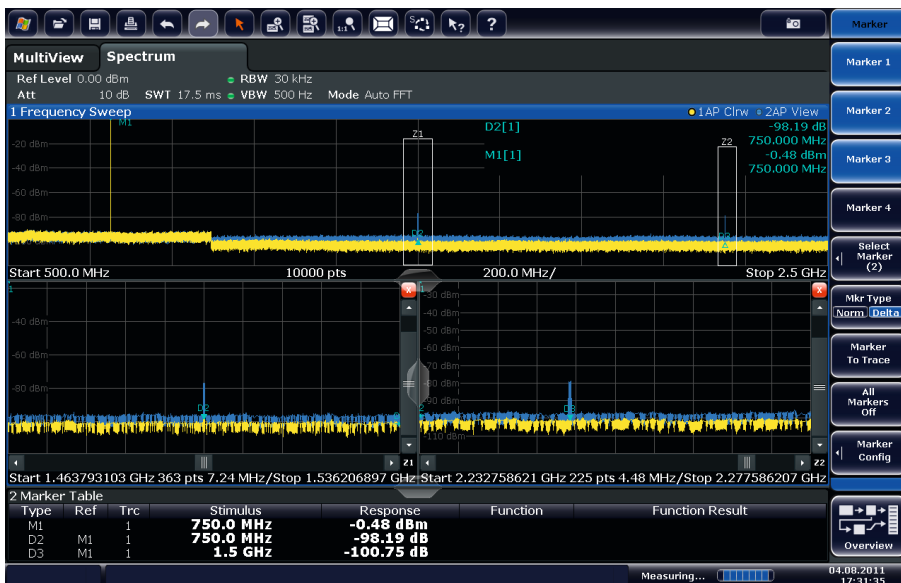 1:1
S
?
?
Marker
MultiView Spectrum
Ref Level 0.00 dBm RBW 30 kHz
Att 10 dB SWT 17.5 ms VBW 500 Hz Mode Auto FFT
1 Frequency Sweep 1AP Clrw 2AP View
M1
D2[1] -98.19 dB
750.000 MHz
M1[1] -0.48 dBm
750.000 MHz
Z1
Z2
-20 dBm
-40 dBm
-60 dBm
-80 dBm
D2
D3
Start 500.0 MHz 10000 pts 200.0 MHz/ Stop 2.5 GHz
1
-40 dBm
-60 dBm
-80 dBm
D2
Z1
Start 1.463793103 GHz 363 pts 7.24 MHz/Stop 1.536206897 GHz
1
-30 dBm
-40 dBm
-50 dBm
-60 dBm
-70 dBm
-80 dBm
-90 dBm
-110 dBm
D3
Z2
Start 2.232758621 GHz 225 pts 4.48 MHz/Stop 2.277586207 GHz
2 Marker Table
Type Ref Trc Stimulus Response Function Function Result
M1 1 750.0 MHz -0.48 dBm
D2 M1 1 750.0 MHz -98.19 dB
D3 M1 1 1.5 GHz -100.75 dB
Measuring...
04.08.2011
17:31:35
Marker 1
Marker 2
Marker 3
Marker 4
Select
Marker
(2)
Mkr Type
Norm Delta
Marker
To Trace
All
Markers
Off
Marker
Config
Overview